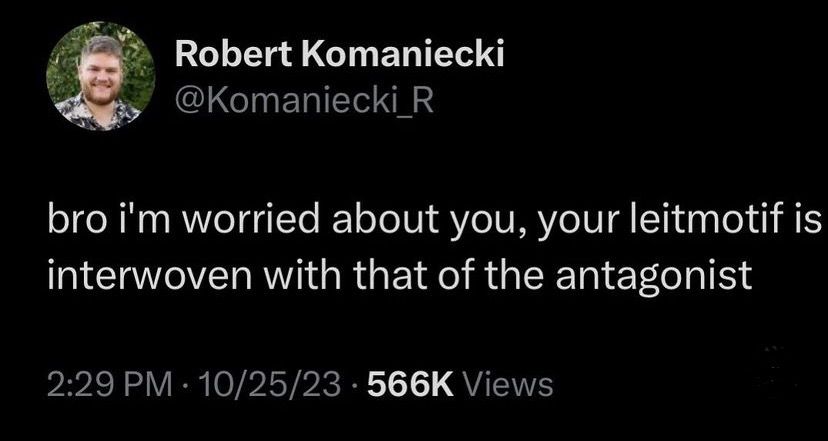 Robert Komaniecki
@Komaniecki_R
bro i'm worried about you, your leitmotif is
interwoven with that of the antagonist
2:29 PM · 10/25/23 · 566K Views